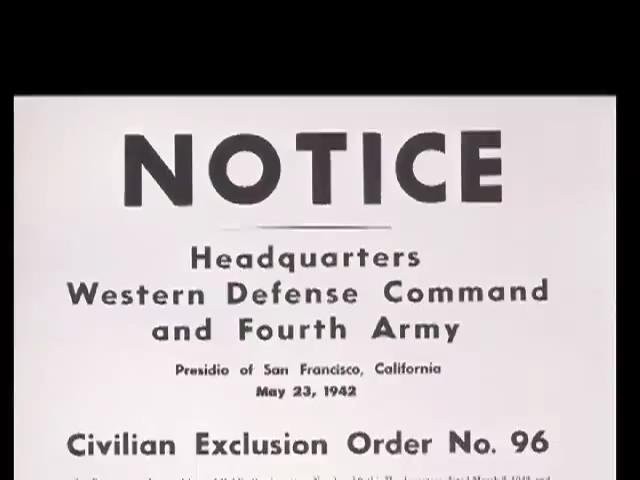 NOTICE
Headquarters
Western Defense Command
and Fourth Army
Presidio of San Francisco, California
May 23, 1942
Civilian Exclusion Order No. 96